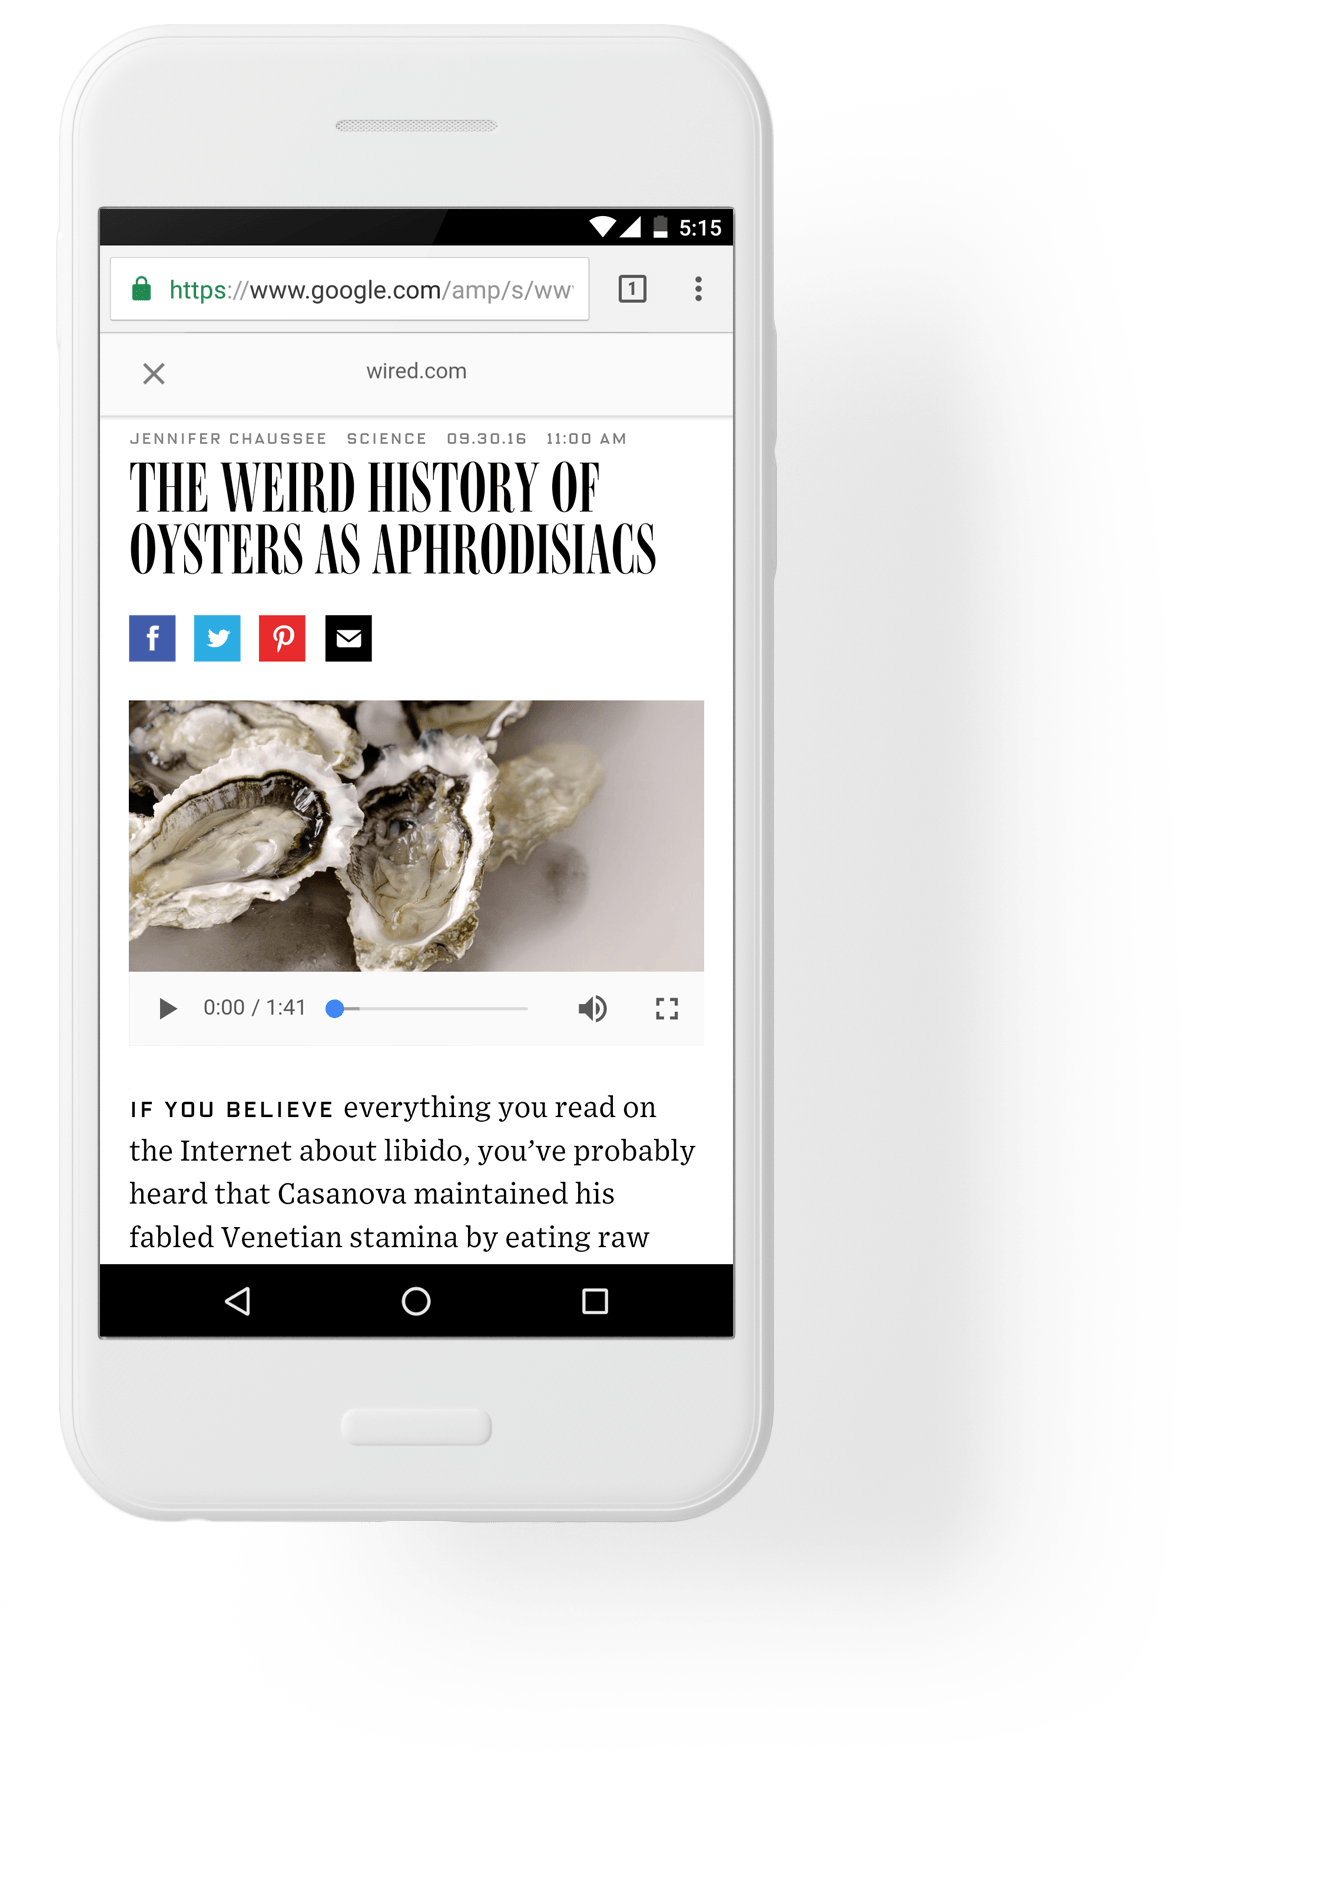 5:15
https://www.google.com/amp/s/ww
1
wired.com
JENNIFER CHAUSSEE SCIENCE 09.30.16 11:00 AM
THE WEIRD HISTORY OF
OYSTERS AS APHRODISIACS
0:00 / 1:41
IF YOU BELIEVE everything you read on
the Internet about libido, you’ve probably
heard that Casanova maintained his
fabled Venetian stamina by eating raw